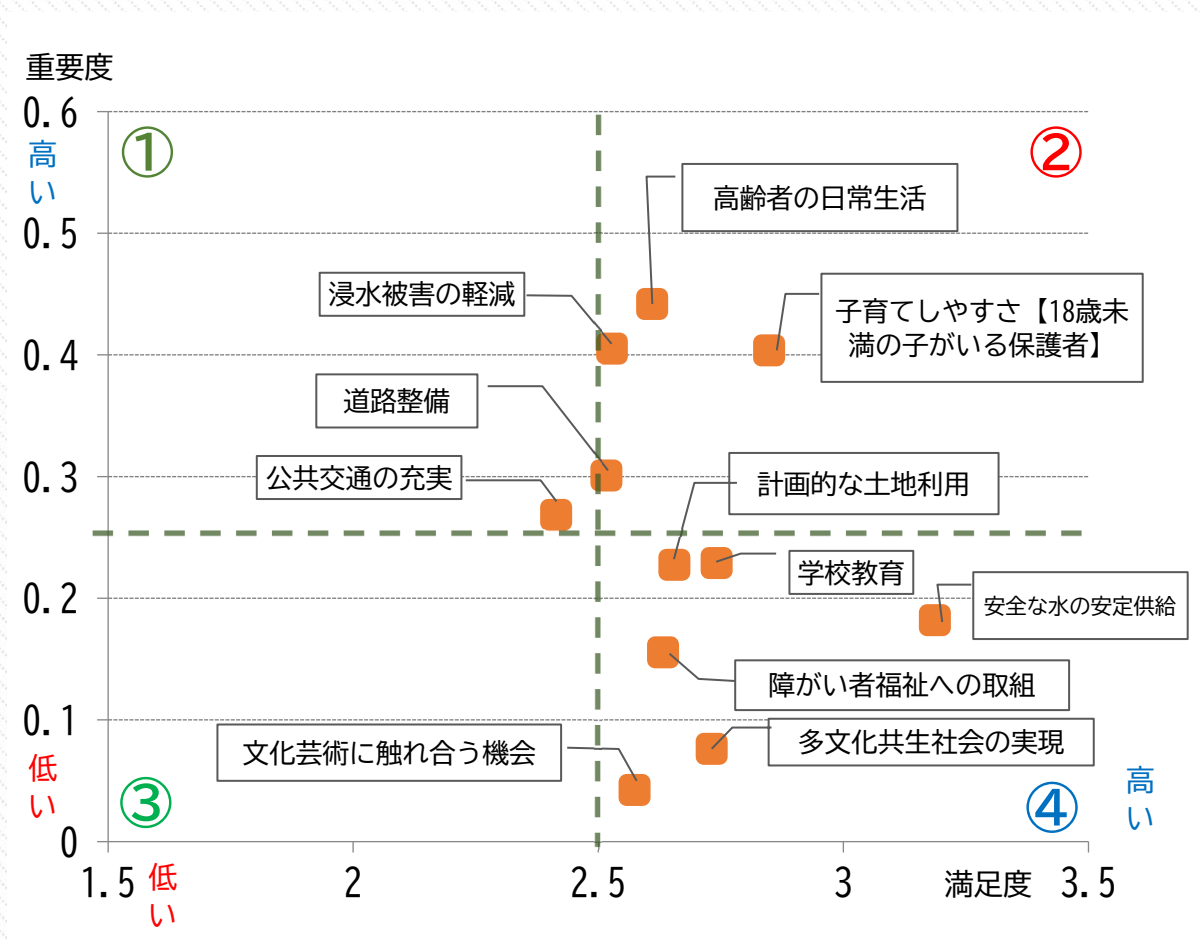 重要度
0.6
高
い
①
②
高齢者の日常生活
0.5
浸水被害の軽減
子育てしやすさ【18歳未
満の子がいる保護者】
0.4
道路整備
公共交通の充実
0.3
計画的な土地利用
学校教育
0.2
安全な水の安定供給
障がい者福祉への取組
0.1
文化芸術に触れ合う機会
多文化共生社会の実現
低
い
③
④
高
い
0
1.5
低
い
2
2.5
3
満足度
3.5